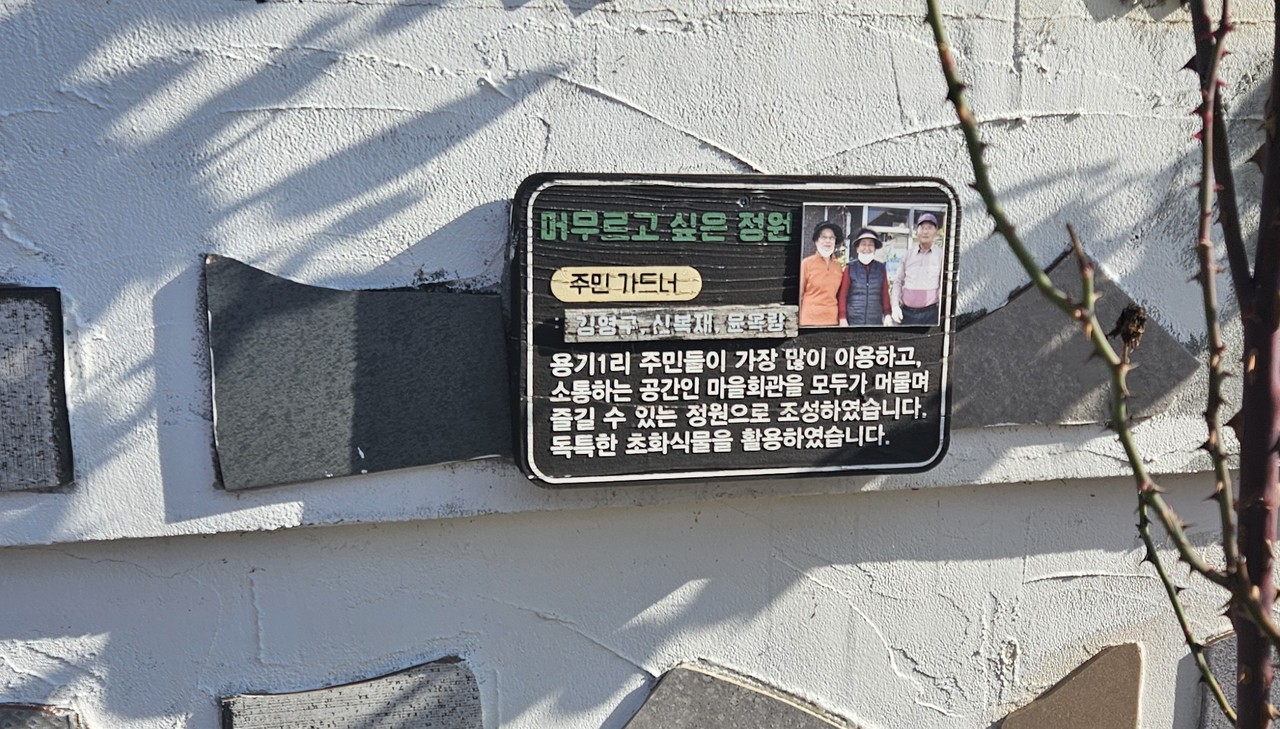 머무르고 싶은 정원
주민 가드너
김영구, 신복재, 윤옥람
용기1리 주민들이 가장 많이 이용하고,
소통하는 공간인 마을회관을 모두가 머물며
즐길 수 있는 정원으로 조성하였습니다.
독특한 초화식물을 활용하였습니다.